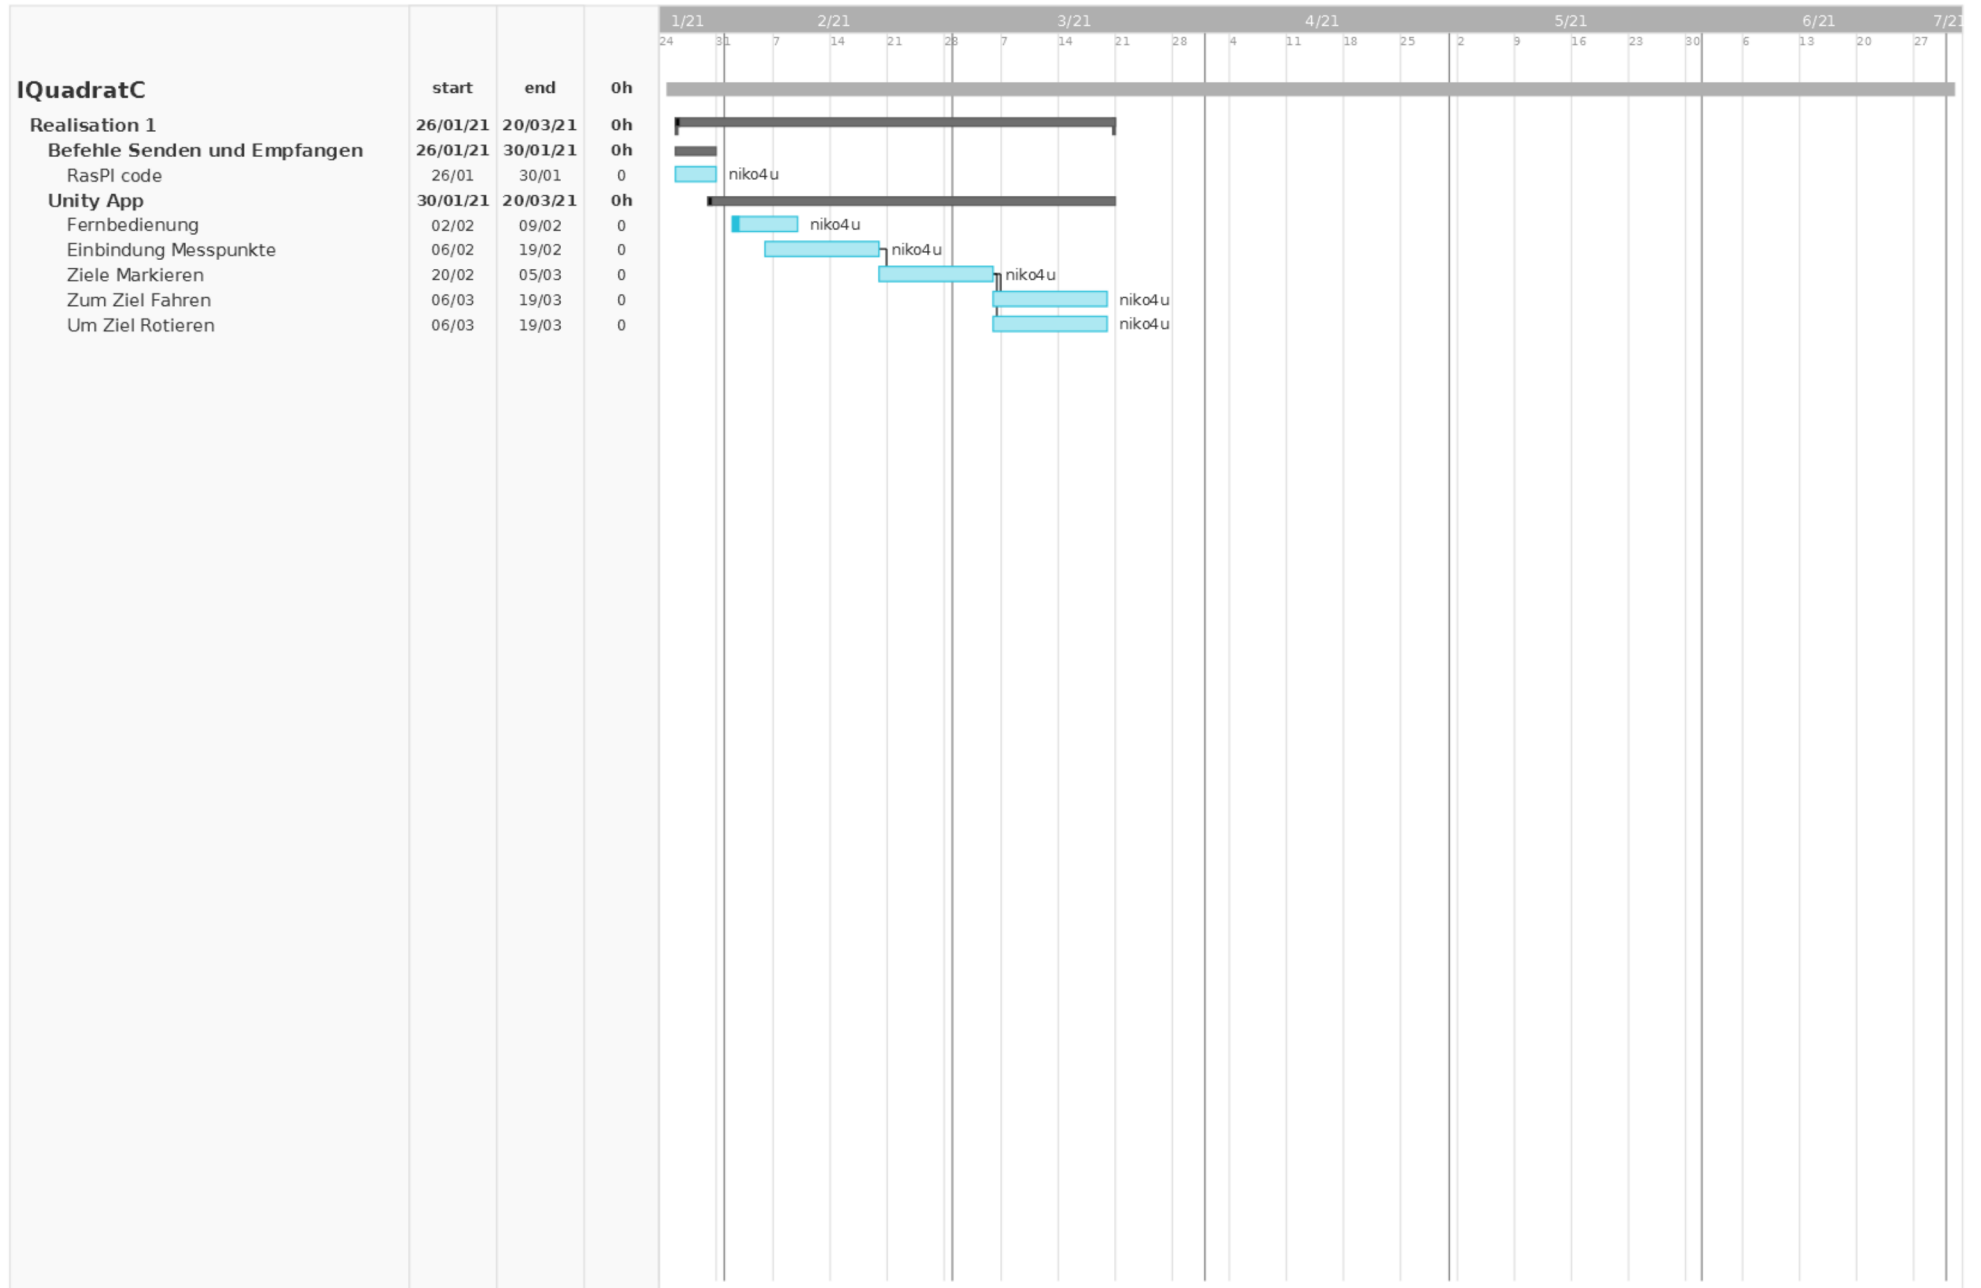 1/21 2/21 3/21 4/21 5/21 6/21 7/21
24 31 7 14 21 28 7 14 21 28 4 11 18 25 2 9 16 23 30 6 13 20 27
IQuadratC start end 0h
Realisation 1 26/01/21 20/03/21 0h
Befehle Senden und Empfangen 26/01/21 30/01/21 0h
RasPI code 26/01 30/01 0 niko4u
Unity App 30/01/21 20/03/21 0h
Fernbedienung 02/02 09/02 0 niko4u
Einbindung Messpunkte 06/02 19/02 0 niko4u
Ziele Markieren 20/02 05/03 0 niko4u
Zum Ziel Fahren 06/03 19/03 0 niko4u
Um Ziel Rotieren 06/03 19/03 0 niko4u